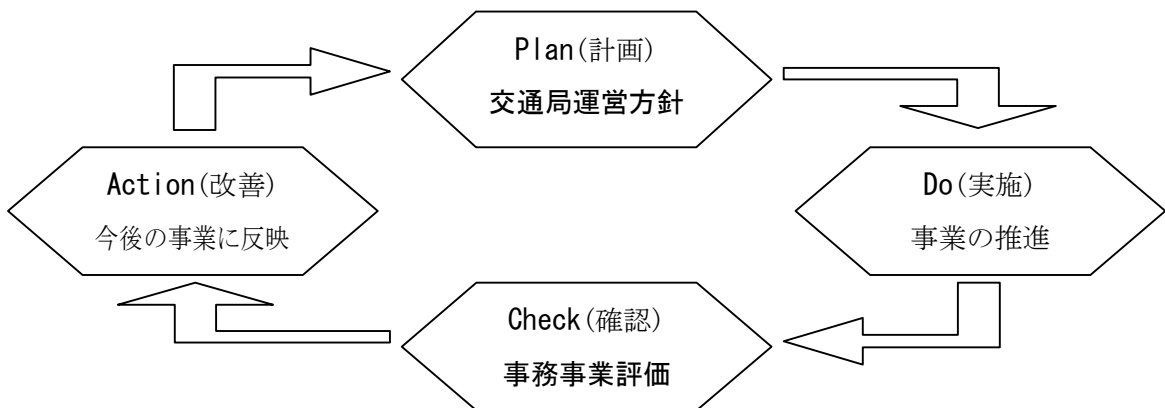 Plan(計画)
交通局運営方針
Action(改善)
今後の事業に反映
Do(実施)
事業の推進
Check(確認)
事務事業評価